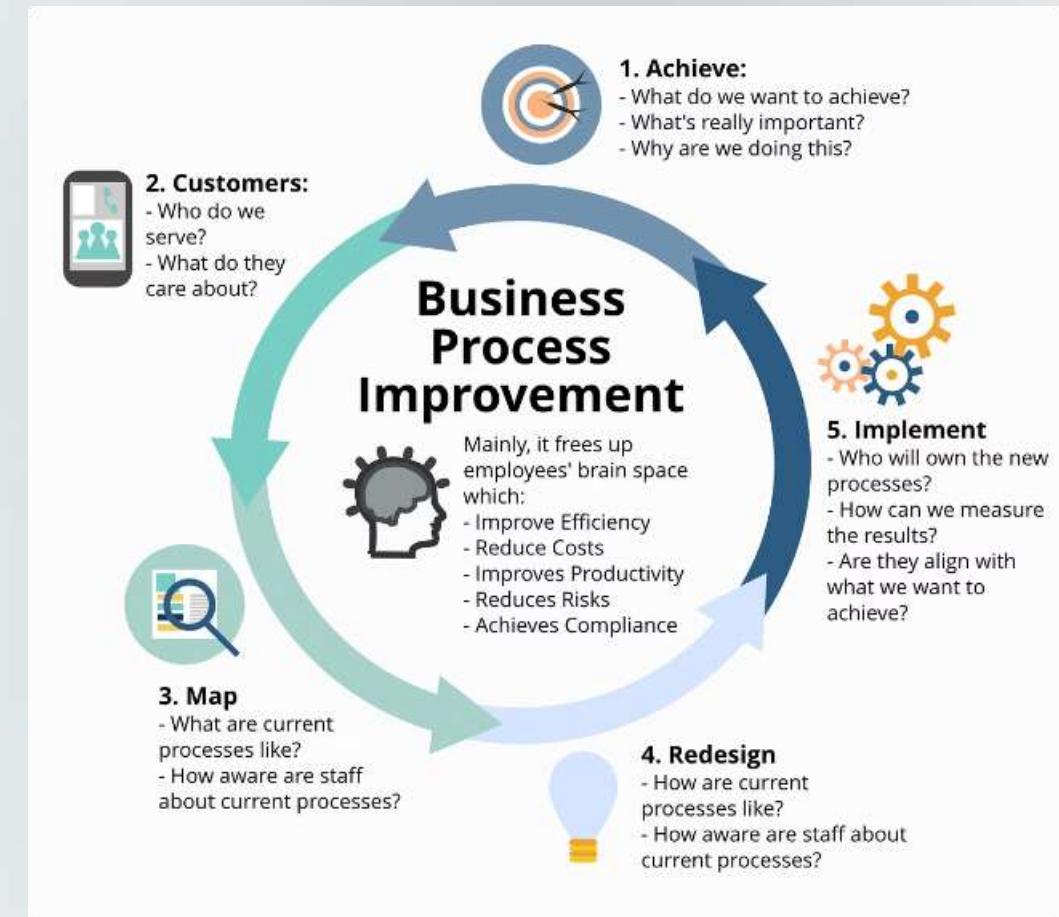 1. Achieve:
- What do we want to achieve?
- What's really important?
- Why are we doing this?
2. Customers:
- Who do we
serve?
- What do they
care about?
Business
Process
Improvement
Mainly, it frees up
employees' brain space
which:
- Improve Efficiency
- Reduce Costs
- Improves Productivity
- Reduces Risks
- Achieves Compliance
3. Map
- What are current
processes like?
- How aware are staff
about current processes?
4. Redesign
- How are current
processes like?
- How aware are staff about
current processes?
5. Implement
- Who will own the new
processes?
- How can we measure
the results?
- Are they align with
what we want to
achieve?